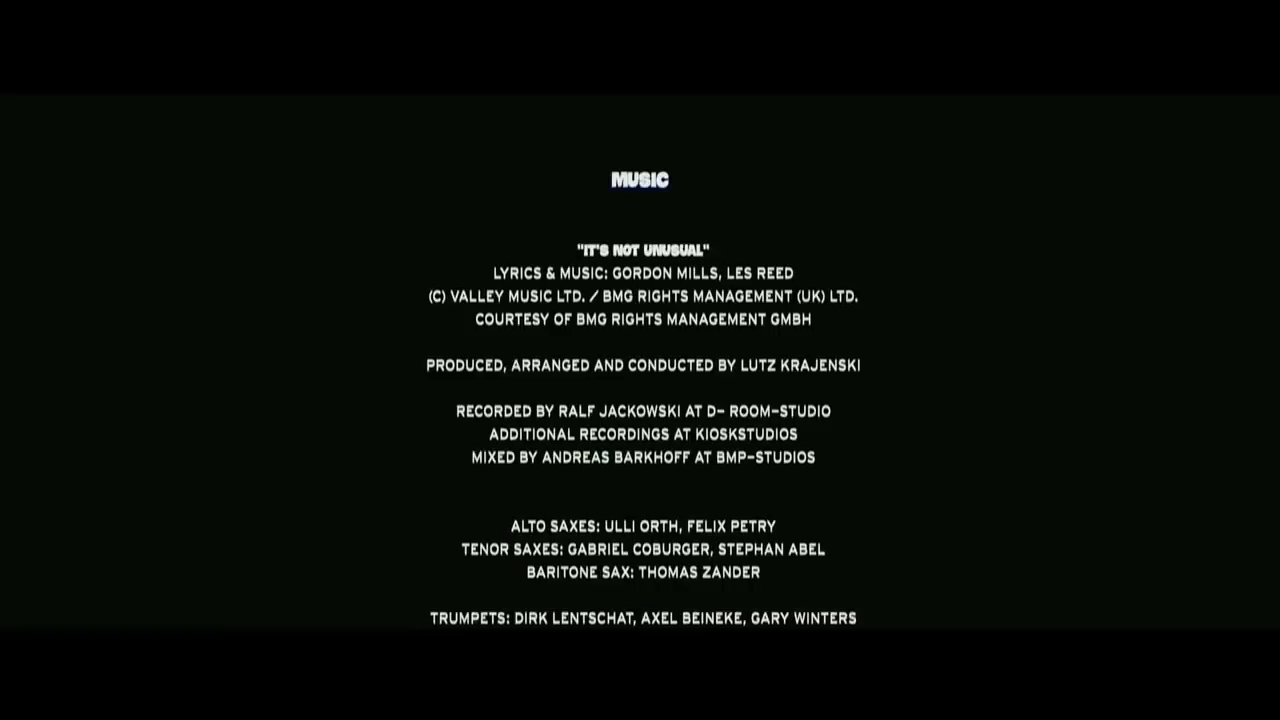 MUSIC
"IT'S NOT UNUSUAL"
LYRICS & MUSIC: GORDON MILLS, LES REED
(C) VALLEY MUSIC LTD. / BMG RIGHTS MANAGEMENT (UK) LTD.
COURTESY OF BMG RIGHTS MANAGEMENT GMBH
PRODUCED, ARRANGED AND CONDUCTED BY LUTZ KRAJENSKI
RECORDED BY RALF JACKOWSKI AT D- ROOM-STUDIO
ADDITIONAL RECORDINGS AT KIOSKSTUDIOS
MIXED BY ANDREAS BARKHOFF AT BMP-STUDIOS
ALTO SAXES: ULLI ORTH, FELIX PETRY
TENOR SAXES: GABRIEL COBURGER, STEPHAN ABEL
BARITONE SAX: THOMAS ZANDER
TRUMPETS: DIRK LENTSCHAT, AXEL BEINEKE, GARY WINTERS